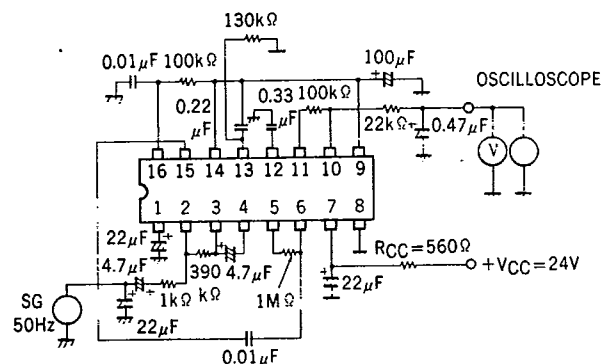 130kΩ
0.01μF 100kΩ
100μF
OSCILLOSCOPE
0.22
μF
0.33
μF
100kΩ
22kΩ
0.47μF
V
16 15 14 13 12 11 10 9
1 2 3 4 5 6 7 8
22μF
4.7μF
390
kΩ
4.7μF
RCC=560Ω
+VCC=24V
SG
50Hz
1kΩ
22μF
1MΩ
22μF
0.01μF